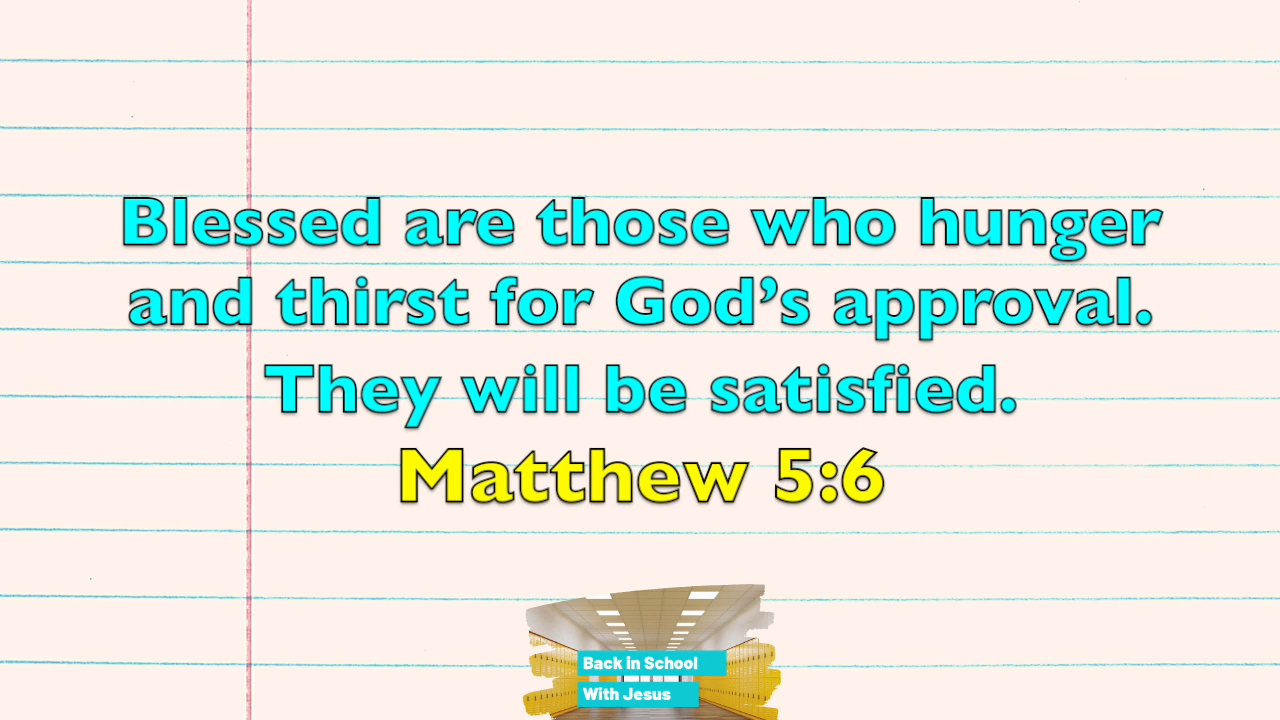 Blessed are those who hunger
and thirst for God’s approval.
They will be satisfied.
Matthew 5:6
Back in School
With Jesus